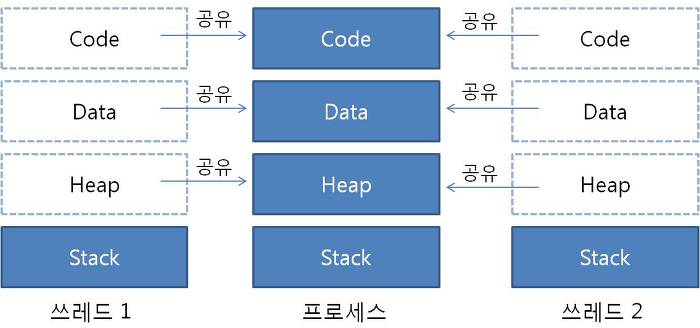 Code 공유 Code 공유 Code
Data 공유 Data 공유 Data
Heap 공유 Heap 공유 Heap
Stack Stack Stack
쓰레드 1 프로세스 쓰레드 2